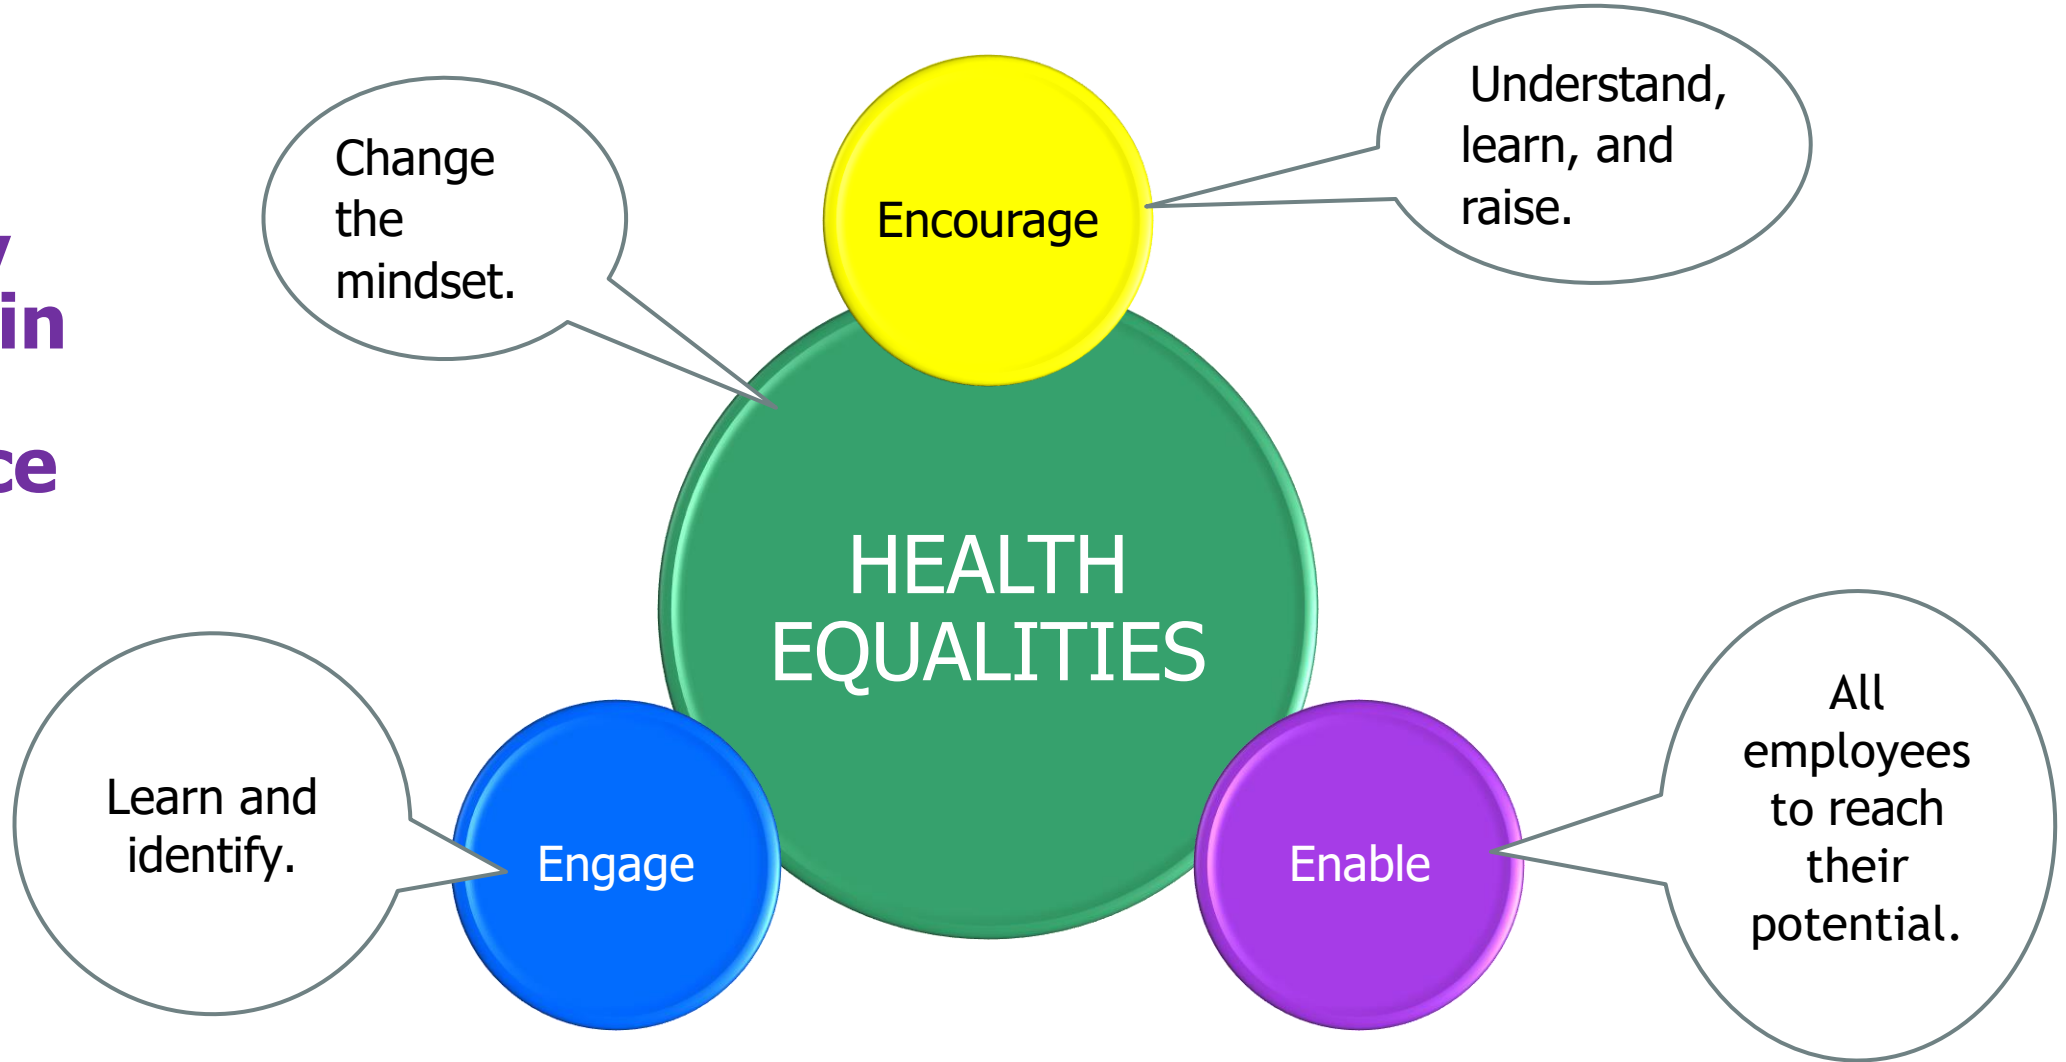 in
Change
the
mindset.
Encourage
Understand,
learn, and
raise.
HEALTH
EQUALITIES
Learn and
identify.
Engage
Enable
All
employees
to reach
their
potential.